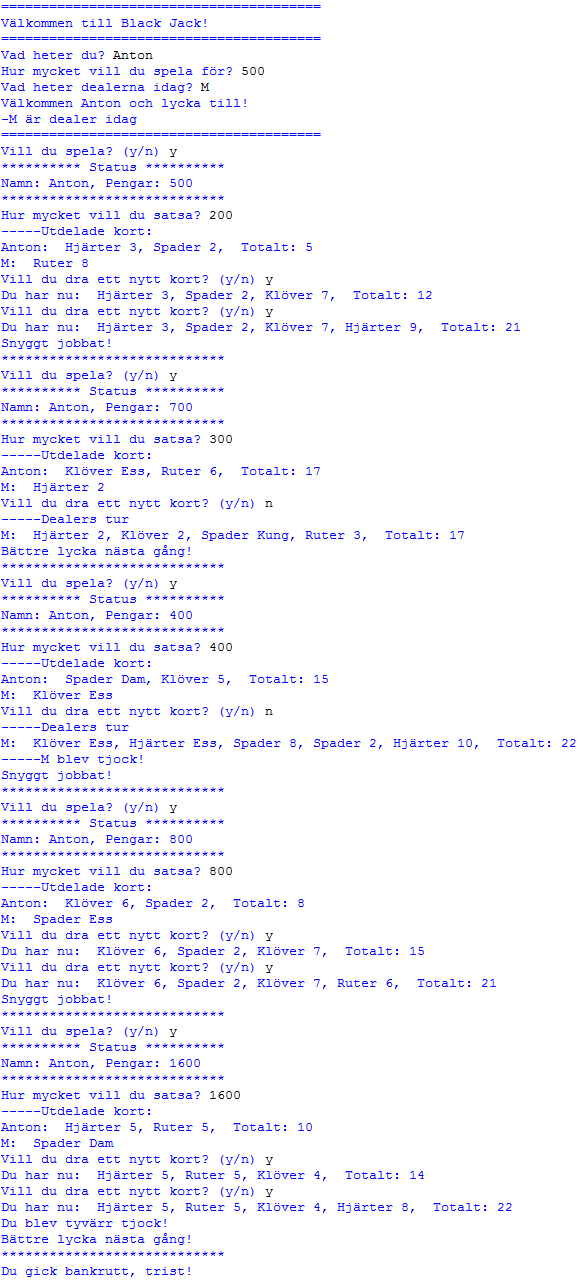 ========================================
Välkommen till Black Jack!
========================================
Vad heter du? Anton
Hur mycket vill du spela för? 500
Vad heter dealerna idag? M
Välkommen Anton och lycka till!
-M är dealer idag
========================================
Vill du spela? (y/n) y
********** Status **********
Namn: Anton, Pengar: 500
****************************
Hur mycket vill du satsa? 200
-----Utdelade kort:
Anton:  Hjärter 3, Spader 2,  Totalt: 5
M:  Ruter 8
Vill du dra ett nytt kort? (y/n) y
Du har nu:  Hjärter 3, Spader 2, Klöver 7,  Totalt: 12
Vill du dra ett nytt kort? (y/n) y
Du har nu:  Hjärter 3, Spader 2, Klöver 7, Hjärter 9,  Totalt: 21
Snyggt jobbat!
****************************
Vill du spela? (y/n) y
********** Status **********
Namn: Anton, Pengar: 700
****************************
Hur mycket vill du satsa? 300
-----Utdelade kort:
Anton:  Klöver Ess, Ruter 6,  Totalt: 17
M:  Hjärter 2
Vill du dra ett nytt kort? (y/n) n
-----Dealers tur
M:  Hjärter 2, Klöver 2, Spader Kung, Ruter 3,  Totalt: 17
Bättre lycka nästa gång!
****************************
Vill du spela? (y/n) y
********** Status **********
Namn: Anton, Pengar: 400
****************************
Hur mycket vill du satsa? 400
-----Utdelade kort:
Anton:  Spader Dam, Klöver 5,  Totalt: 15
M:  Klöver Ess
Vill du dra ett nytt kort? (y/n) n
-----Dealers tur
M:  Klöver Ess, Hjärter Ess, Spader 8, Spader 2, Hjärter 10,  Totalt: 22
-----M blev tjock!
Snyggt jobbat!
****************************
Vill du spela? (y/n) y
********** Status **********
Namn: Anton, Pengar: 800
****************************
Hur mycket vill du satsa? 800
-----Utdelade kort:
Anton:  Klöver 6, Spader 2,  Totalt: 8
M:  Spader Ess
Vill du dra ett nytt kort? (y/n) y
Du har nu:  Klöver 6, Spader 2, Klöver 7,  Totalt: 15
Vill du dra ett nytt kort? (y/n) y
Du har nu:  Klöver 6, Spader 2, Klöver 7, Ruter 6,  Totalt: 21
Snyggt jobbat!
****************************
Vill du spela? (y/n) y
********** Status **********
Namn: Anton, Pengar: 1600
****************************
Hur mycket vill du satsa? 1600
-----Utdelade kort:
Anton:  Hjärter 5, Ruter 5,  Totalt: 10
M:  Spader Dam
Vill du dra ett nytt kort? (y/n) y
Du har nu:  Hjärter 5, Ruter 5, Klöver 4,  Totalt: 14
Vill du dra ett nytt kort? (y/n) y
Du har nu:  Hjärter 5, Ruter 5, Klöver 4, Hjärter 8,  Totalt: 22
Du blev tyvärr tjock!
Bättre lycka nästa gång!
****************************
Du gick bankrutt, trist!